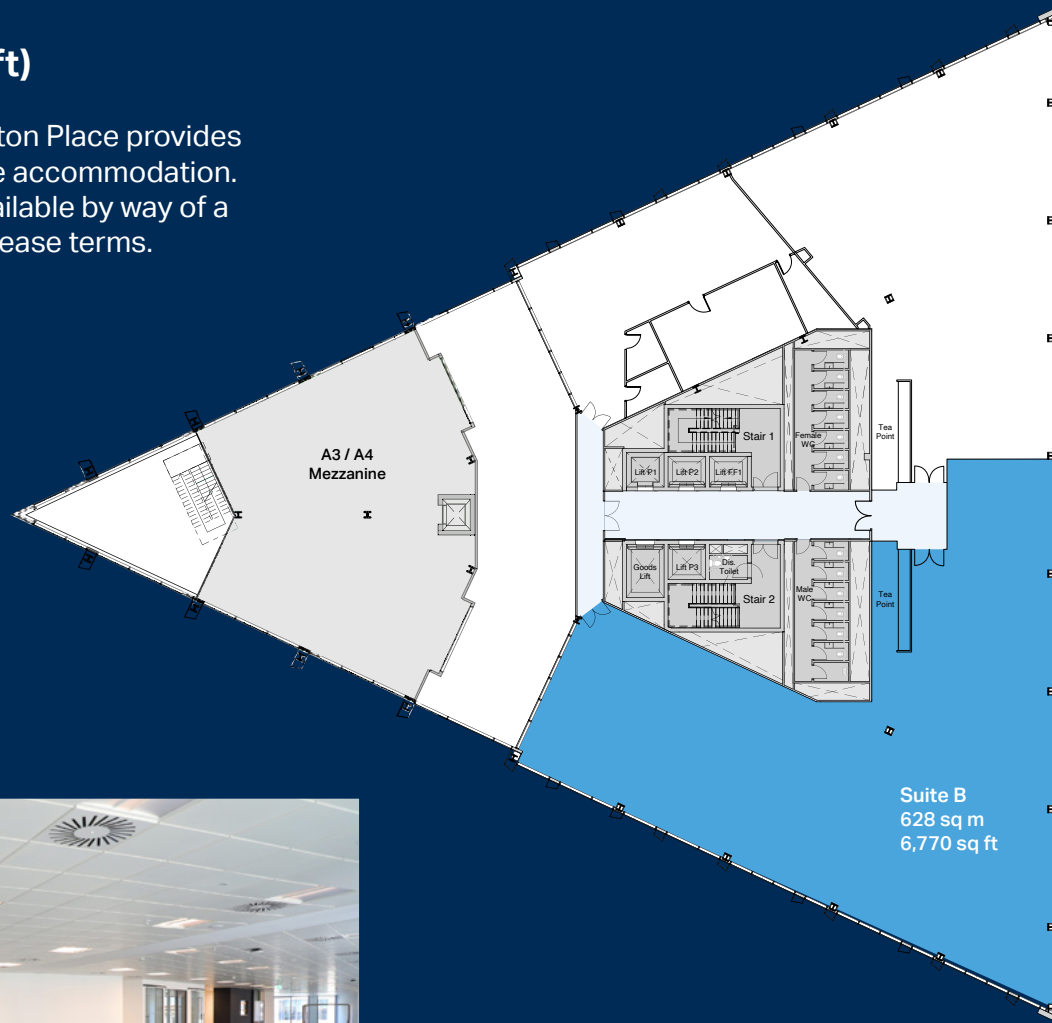 ft)
ton Place provides
e accommodation.
ailable by way of a
ease terms.
A3 / A4
Mezzanine
Stair 1
Female
WC
Tea
Point
Lift P1
Lift P2
Lift FF1
Goods
Lift
Lift P3
Dis.
Toilet
Stair 2
Male
WC
Tea
Point
Suite B
628 sq m
6,770 sq ft